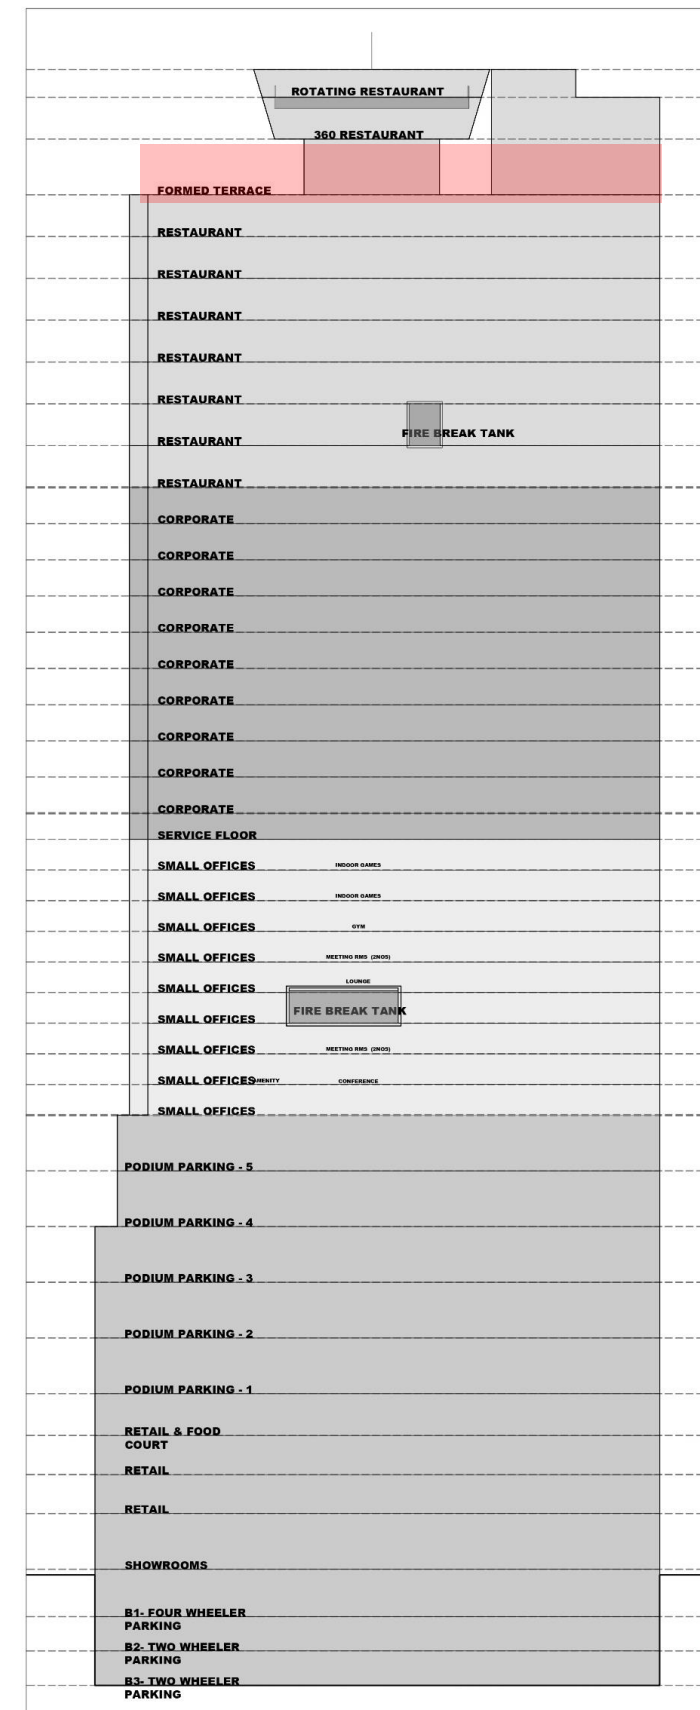 ROTATING RESTAURANT
360 RESTAURANT
FORMED TERRACE
RESTAURANT
RESTAURANT
RESTAURANT
RESTAURANT
RESTAURANT
FIRE BREAK TANK
RESTAURANT
RESTAURANT
CORPORATE
CORPORATE
CORPORATE
CORPORATE
CORPORATE
CORPORATE
CORPORATE
CORPORATE
CORPORATE
SERVICE FLOOR
SMALL OFFICES INDOOR GAMES
SMALL OFFICES INDOOR GAMES
SMALL OFFICES GYM
SMALL OFFICES MEETING RMS (2NOS)
LOUNGE
SMALL OFFICES
FIRE BREAK TANK
SMALL OFFICES
SMALL OFFICES MEETING RMS (2NOS)
SMALL OFFICES AMENITY CONFERENCE
SMALL OFFICES
PODIUM PARKING - 5
PODIUM PARKING - 4
PODIUM PARKING - 3
PODIUM PARKING - 2
PODIUM PARKING - 1
RETAIL & FOOD
COURT
RETAIL
RETAIL
SHOWROOMS
B1- FOUR WHEELER
PARKING
B2- TWO WHEELER
PARKING
B3- TWO WHEELER
PARKING